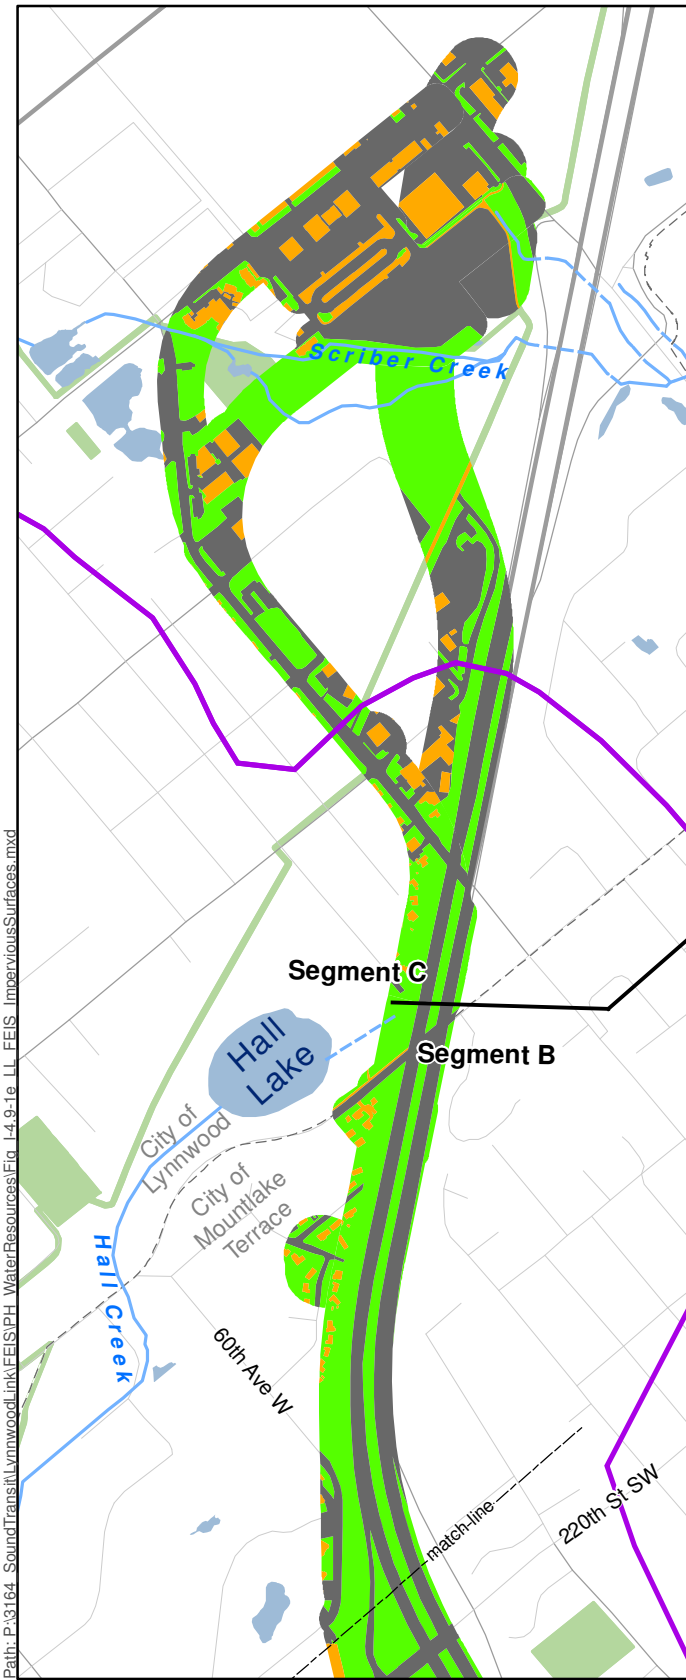 Scriber Creek
Segment C
Segment B
Hall
Lake
City of
Lynnwood
City of
Mountlake
Terrace
Hall Creek
60th Ave W
match-line
220th St SW
Path: P:\3164_SoundTransit\LynnwoodLink\FEIS\PH_WaterResources\Fig_I-4.9-1e_LL_FEIS_ImperviousSurfaces.mxd